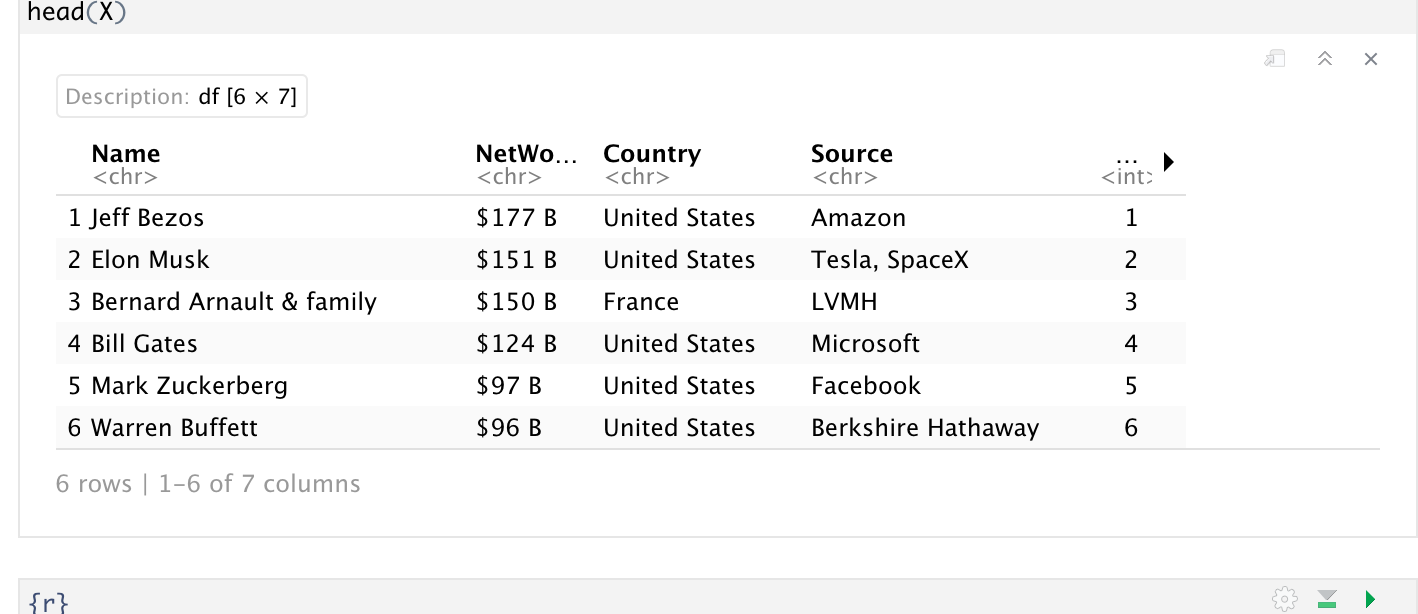 head(X)
Description: df [6 × 7]
Name NetWo... Country Source ...
<chr> <chr> <chr> <chr> <int>
1 Jeff Bezos $177 B United States Amazon 1
2 Elon Musk $151 B United States Tesla, SpaceX 2
3 Bernard Arnault & family $150 B France LVMH 3
4 Bill Gates $124 B United States Microsoft 4
5 Mark Zuckerberg $97 B United States Facebook 5
6 Warren Buffett $96 B United States Berkshire Hathaway 6
6 rows | 1-6 of 7 columns
{r}